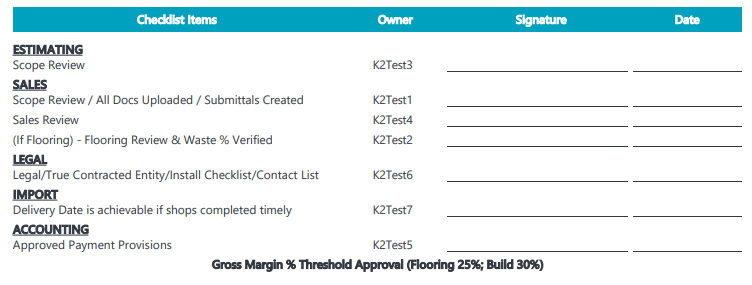 Checklist Items Owner Signature Date
ESTIMATING
Scope Review K2Test3
SALES
Scope Review / All Docs Uploaded / Submittals Created K2Test1
Sales Review K2Test4
(If Flooring) - Flooring Review & Waste % Verified K2Test2
LEGAL
Legal/True Contracted Entity/Install Checklist/Contact List K2Test6
IMPORT
Delivery Date is achievable if shops completed timely K2Test7
ACCOUNTING
Approved Payment Provisions K2Test5
Gross Margin % Threshold Approval (Flooring 25%; Build 30%)